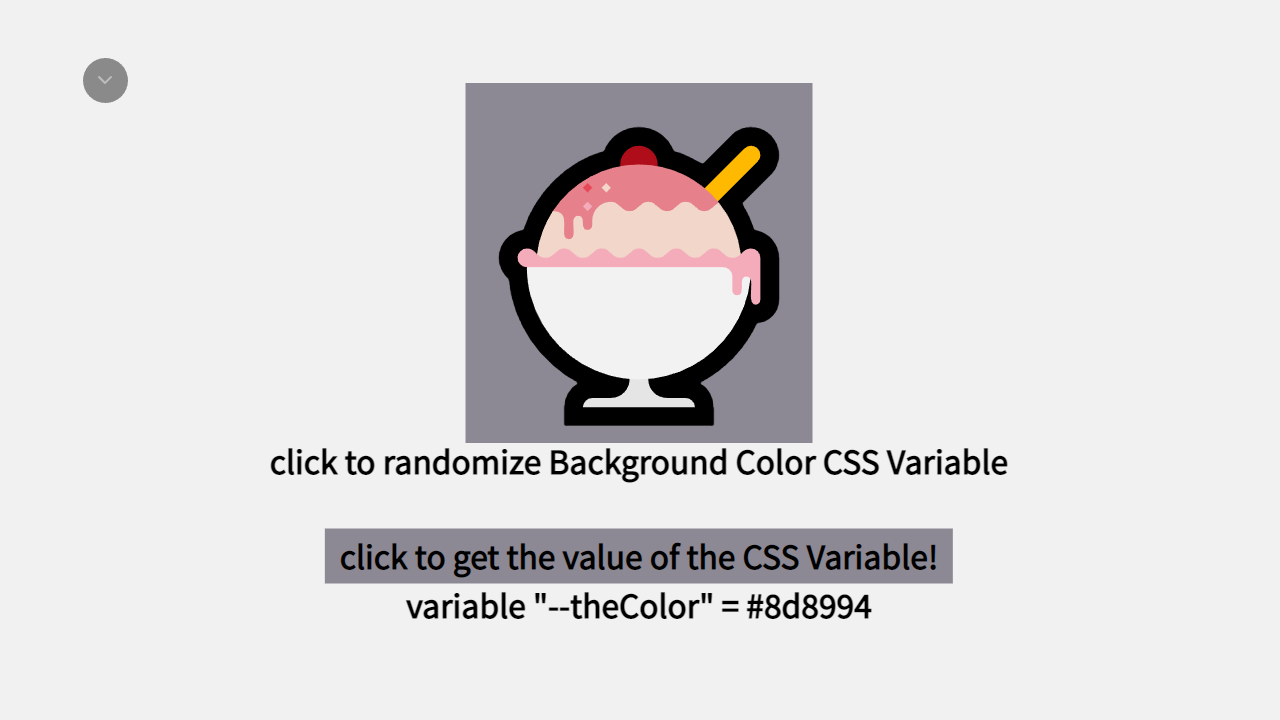 click to randomize Background Color CSS Variable
click to get the value of the CSS Variable!
variable "--theColor" = #8d8994